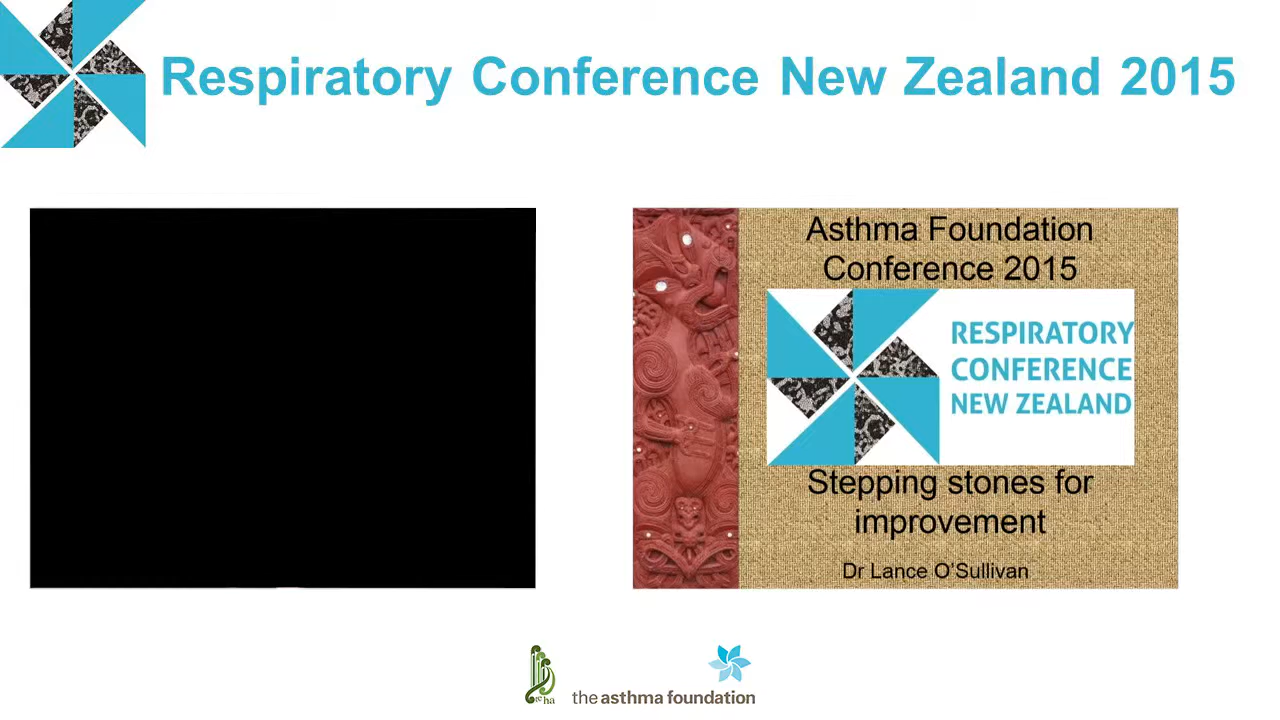 Respiratory Conference New Zealand 2015
Asthma Foundation
Conference 2015
RESPIRATORY
CONFERENCE
NEW ZEALAND
Stepping stones for
improvement
Dr Lance O'Sullivan
the asthma foundation